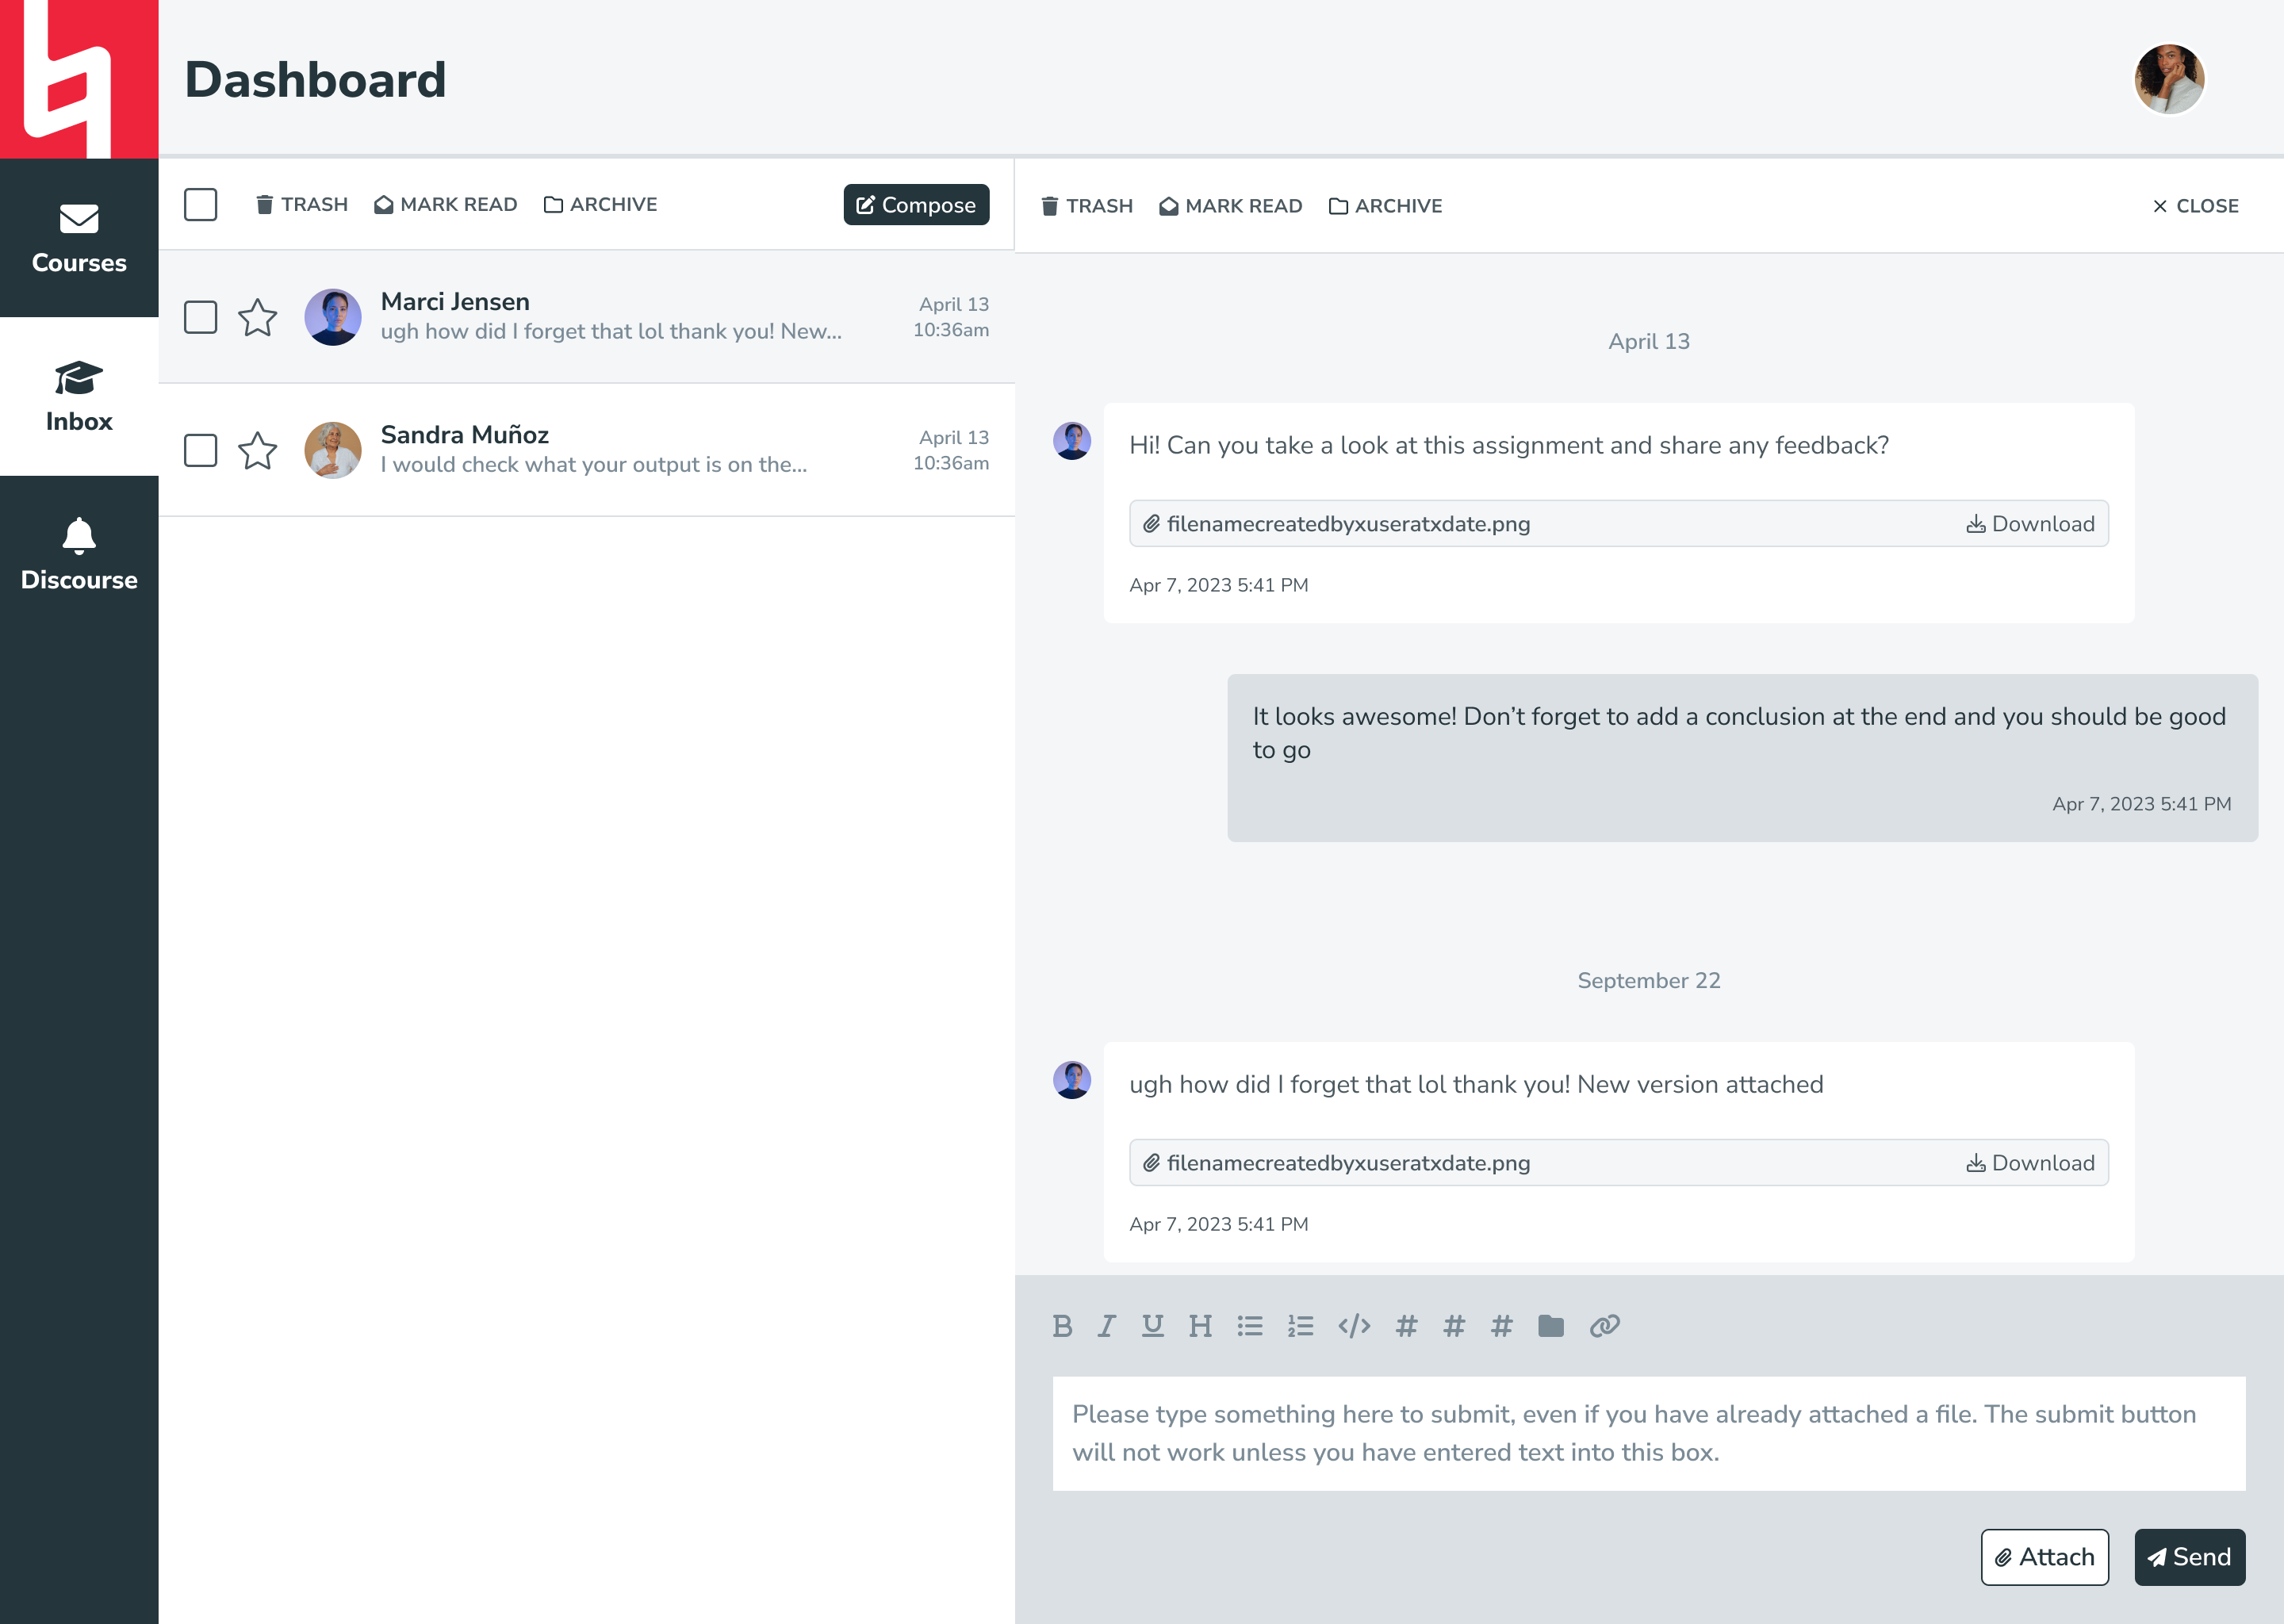 Dashboard
Courses
Inbox
Discourse
TRASH MARK READ ARCHIVE Compose
Marci Jensen
ugh how did I forget that lol thank you! New...
April 13
10:36am
Sandra Muñoz
I would check what your output is on the...
April 13
10:36am
TRASH MARK READ ARCHIVE CLOSE
April 13
Hi! Can you take a look at this assignment and share any feedback?
filenamecreatedbyxuseratxdate.png Download
Apr 7, 2023 5:41 PM
It looks awesome! Don’t forget to add a conclusion at the end and you should be good
to go
Apr 7, 2023 5:41 PM
September 22
ugh how did I forget that lol thank you! New version attached
filenamecreatedbyxuseratxdate.png Download
Apr 7, 2023 5:41 PM
B I U H </> # # #
Please type something here to submit, even if you have already attached a file. The submit button
will not work unless you have entered text into this box.
Attach Send